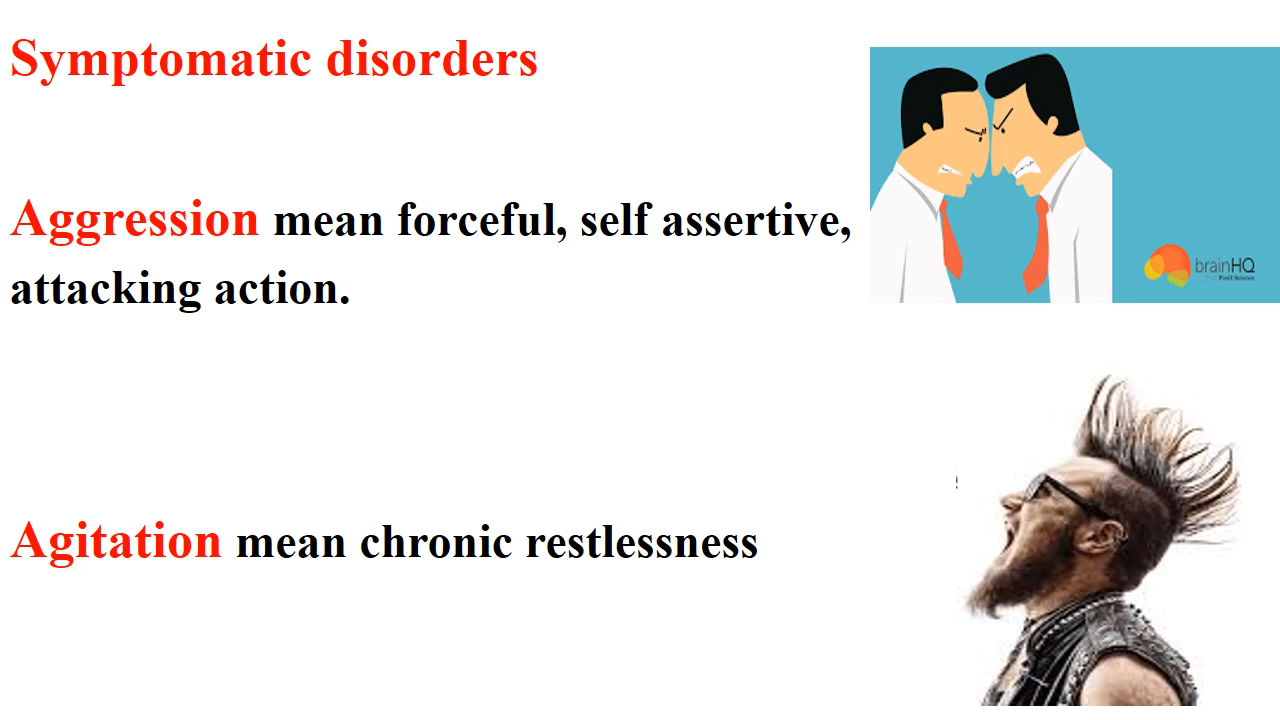 Symptomatic disorders
Aggression mean forceful, self assertive,
attacking action.
brainHQ
Agitation mean chronic restlessness